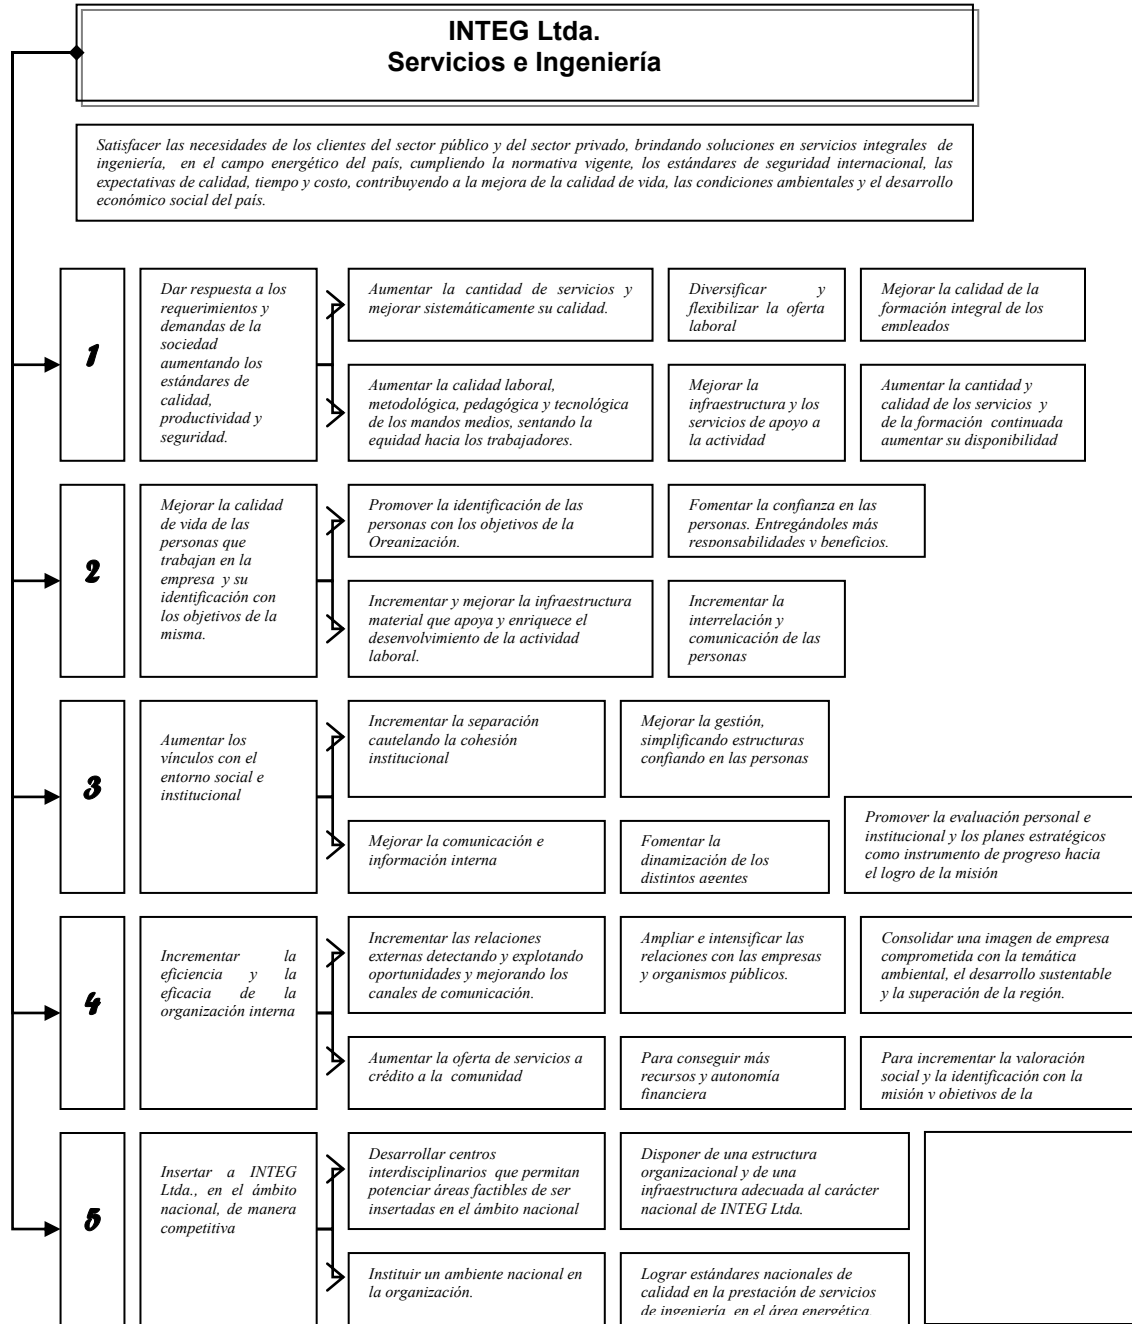 INTEG Ltda.
Servicios e Ingeniería
Satisfacer las necesidades de los clientes del sector público y del sector privado, brindando soluciones en servicios integrales de
ingeniería, en el campo energético del país, cumpliendo la normativa vigente, los estándares de seguridad internacional, las
expectativas de calidad, tiempo y costo, contribuyendo a la mejora de la calidad de vida, las condiciones ambientales y el desarrollo
económico social del país.
1
Dar respuesta a los
requerimientos y
demandas de la
sociedad
aumentando los
estándares de
calidad,
productividad y
seguridad.
Aumentar la cantidad de servicios y
mejorar sistemáticamente su calidad.
Diversificar y
flexibilizar la oferta
laboral
Mejorar la calidad de la
formación integral de los
empleados
Aumentar la calidad laboral,
metodológica, pedagógica y tecnológica
de los mandos medios, sentando la
equidad hacia los trabajadores.
Mejorar la
infraestructura y los
servicios de apoyo a
la actividad
Aumentar la cantidad y
calidad de los servicios y
de la formación continuada
aumentar su disponibilidad
2
Mejorar la calidad
de vida de las
personas que
trabajan en la
empresa y su
identificación con
los objetivos de la
misma.
Promover la identificación de las
personas con los objetivos de la
Organización.
Fomentar la confianza en las
personas. Entregándoles más
responsabilidades y beneficios.
Incrementar y mejorar la infraestructura
material que apoya y enriquece el
desenvolvimiento de la actividad
laboral.
Incrementar la
interrelación y
comunicación de las
personas
3
Aumentar los
vínculos con el
entorno social e
institucional
Incrementar la separación
cautelando la cohesión
institucional
Mejorar la gestión,
simplificando estructuras
confiando en las personas
Mejorar la comunicación e
información interna
Fomentar la
dinamización de los
distintos agentes
Promover la evaluación personal e
institucional y los planes estratégicos
como instrumento de progreso hacia
el logro de la misión
4
Incrementar la
eficiencia y la
eficacia de la
organización interna
Incrementar las relaciones
externas detectando y explotando
oportunidades y mejorando los
canales de comunicación.
Ampliar e intensificar las
relaciones con las empresas
y organismos públicos.
Consolidar una imagen de empresa
comprometida con la temática
ambiental, el desarrollo sustentable
y la superación de la región.
Aumentar la oferta de servicios a
crédito a la comunidad
Para conseguir más
recursos y autonomía
financiera
Para incrementar la valoración
social y la identificación con la
misión y objetivos de la
5
Insertar a INTEG
Ltda., en el ámbito
nacional, de manera
competitiva
Desarrollar centros
interdisciplinarios que permitan
potenciar áreas factibles de ser
insertadas en el ámbito nacional
Disponer de una estructura
organizacional y de una
infraestructura adecuada al carácter
nacional de INTEG Ltda.
Instituir un ambiente nacional en
la organización.
Lograr estándares nacionales de
calidad en la prestación de servicios
de ingeniería en el área energética